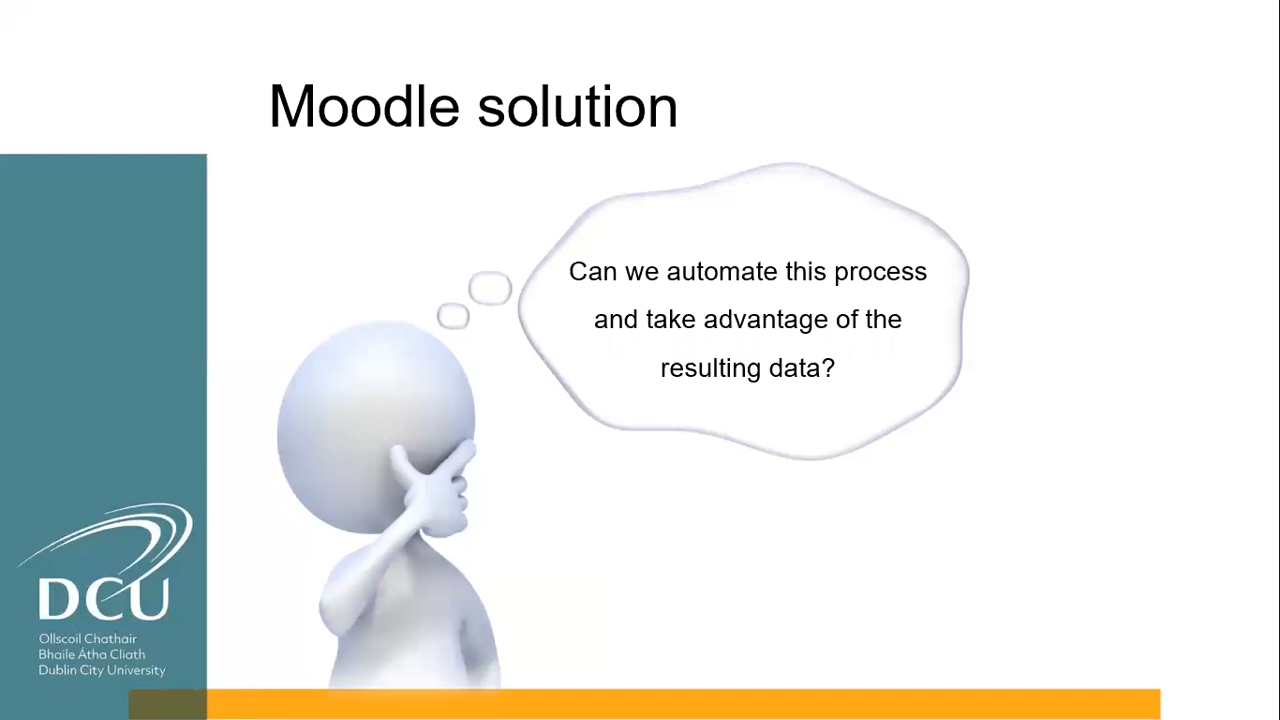 Moodle solution
Can we automate this process
and take advantage of the
resulting data?
DCU
Ollscoil Chathair
Bhaile Átha Cliath
Dublin City University